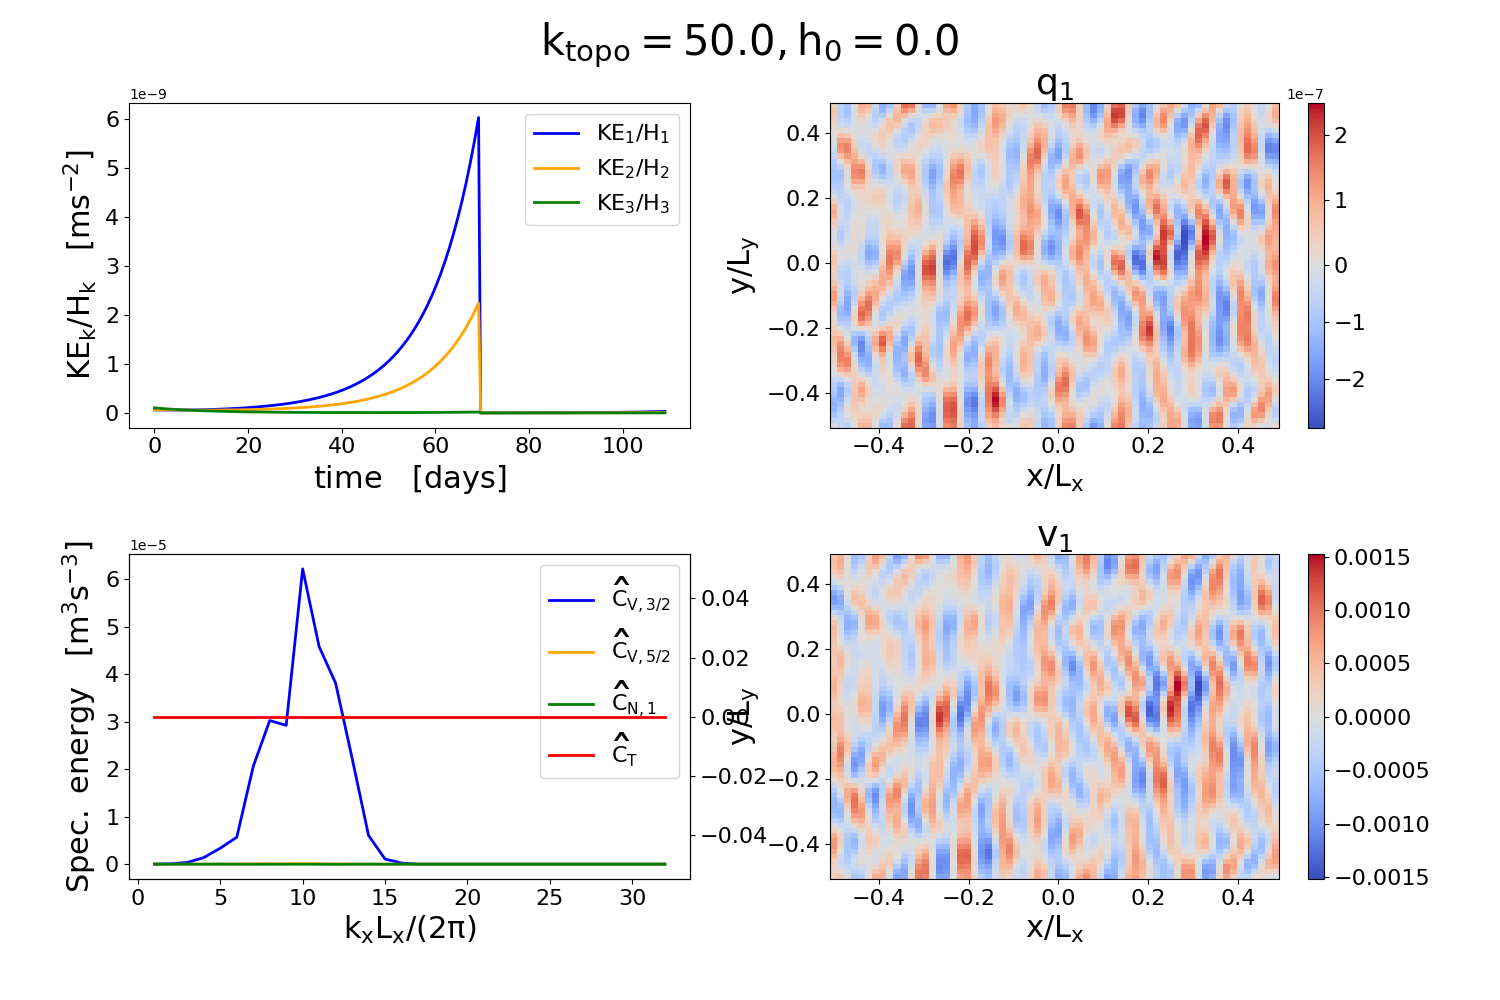 k_topo = 50.0, h_0 = 0.0
1e−9
KE_k/H_k [ms^−2]
6
5
4
3
2
1
0
KE_1/H_1
KE_2/H_2
KE_3/H_3
0 20 40 60 80 100
time [days]
q_1
y/L_y
0.4
0.2
0.0
−0.2
−0.4
−0.4 −0.2 0.0 0.2 0.4
x/L_x
1e−7
2
1
0
−1
−2
1e−5
Spec. energy [m^3s^−3]
6
5
4
3
2
1
0
Ĉ_V,3/2
Ĉ_V,5/2
Ĉ_N,1
Ĉ_T
0.04
0.02
0.00
−0.02
−0.04
0 5 10 15 20 25 30
k_xL_x/(2π)
v_1
y/L_y
0.4
0.2
0.0
−0.2
−0.4
−0.4 −0.2 0.0 0.2 0.4
x/L_x
0.0015
0.0010
0.0005
0.0000
−0.0005
−0.0010
−0.0015